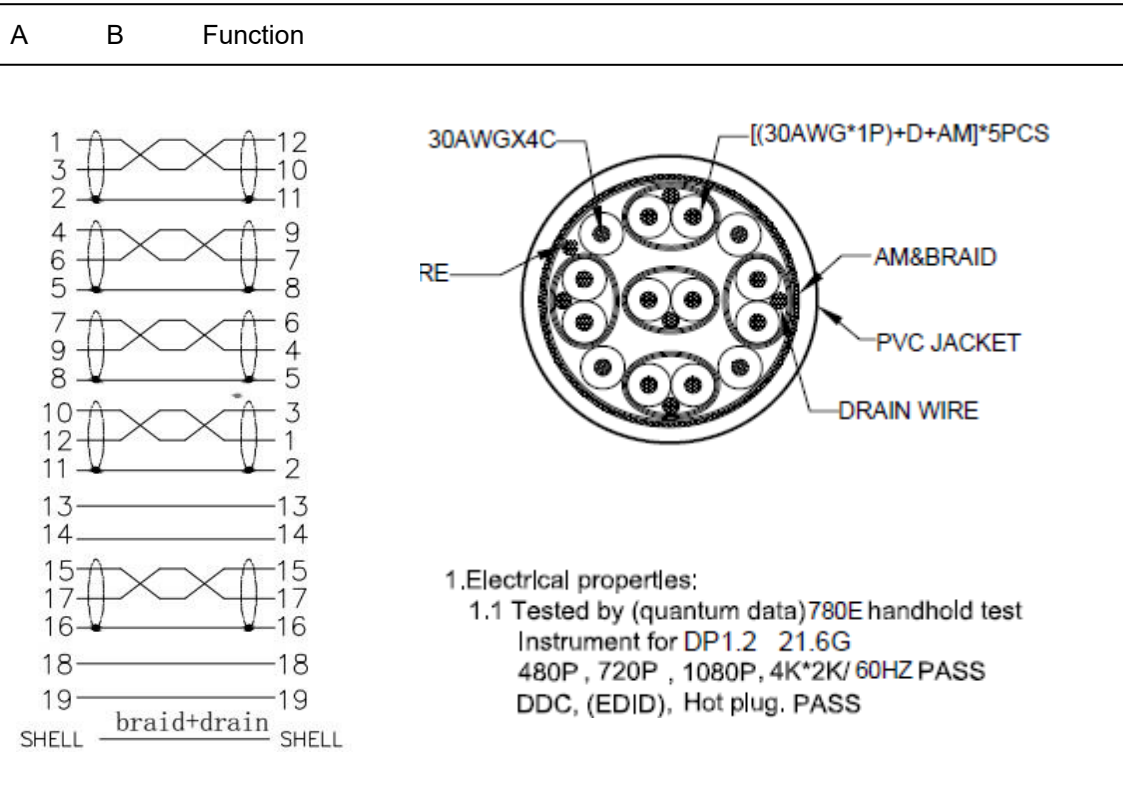 A B Function
1 12
3 10
2 11
4 9
6 7
5 8
7 6
9 4
8 5
10 3
12 1
11 2
13 13
14 14
15 15
17 17
16 16
18 18
19 19
SHELL braid+drain SHELL
30AWGX4C
[(30AWG*1P)+D+AM]*5PCS
RE
AM&BRAID
PVC JACKET
DRAIN WIRE
1.Electrical properties:
1.1 Tested by (quantum data)780E handhold test
Instrument for DP1.2 21.6G
480P, 720P , 1080P, 4K*2K/ 60HZ PASS
DDC, (EDID), Hot plug. PASS